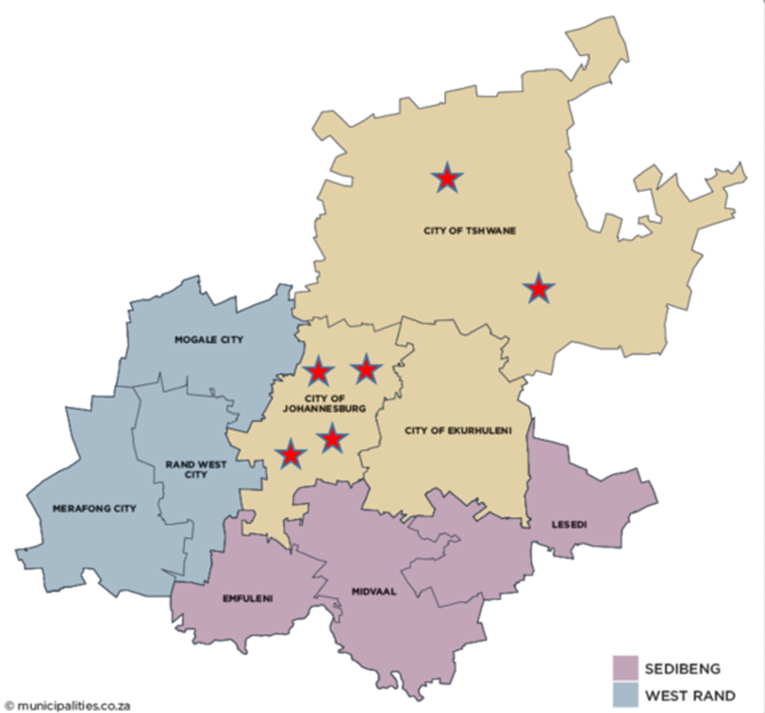 CITY OF TSHWANE
MOGALE CITY
CITY OF
JOHANNESBURG
CITY OF EKURHULENI
RAND WEST
CITY
MERAFONG CITY
LESEDI
EMFULENI
MIDVAAL
SEDIBENG
WEST RAND
© municipalities.co.za